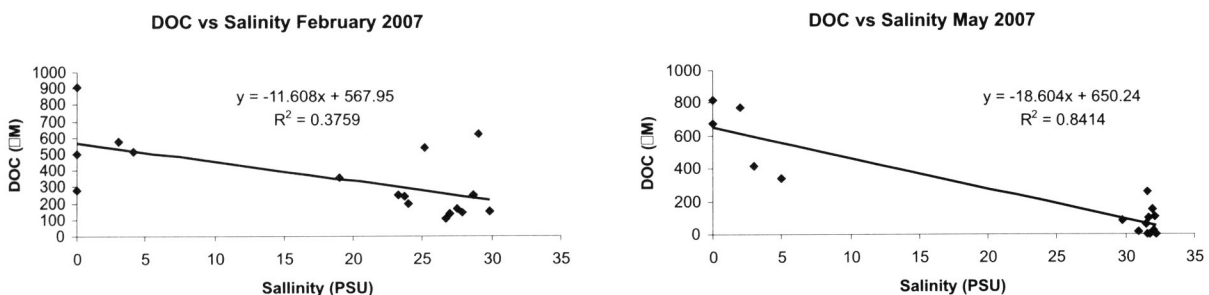 DOC vs Salinity February 2007
1000
900
800
700
600
500
400
300
200
100
0
DOC (□M)
y = -11.608x + 567.95
R² = 0.3759
0 5 10 15 20 25 30 35
Sallinity (PSU)
DOC vs Salinity May 2007
1000
800
600
400
200
0
DOC (□M)
y = -18.604x + 650.24
R² = 0.8414
0 5 10 15 20 25 30 35
Salinity (PSU)